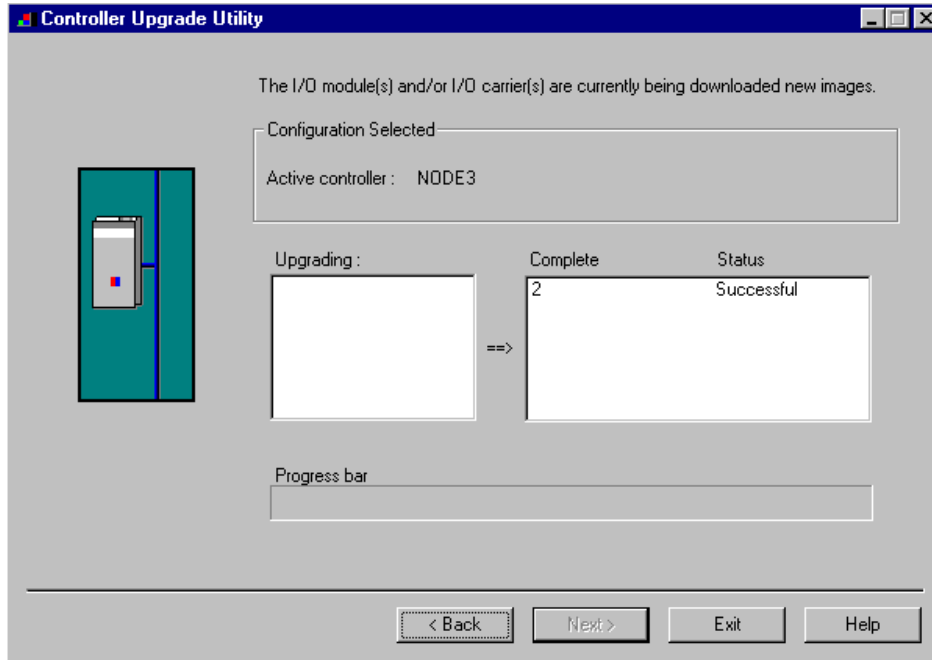 Controller Upgrade Utility
The I/O module(s) and/or I/O carrier(s) are currently being downloaded new images.
Configuration Selected
Active controller : NODE3
Upgrading :
Complete Status
2 Successful
==>
Progress bar
< Back Next > Exit Help